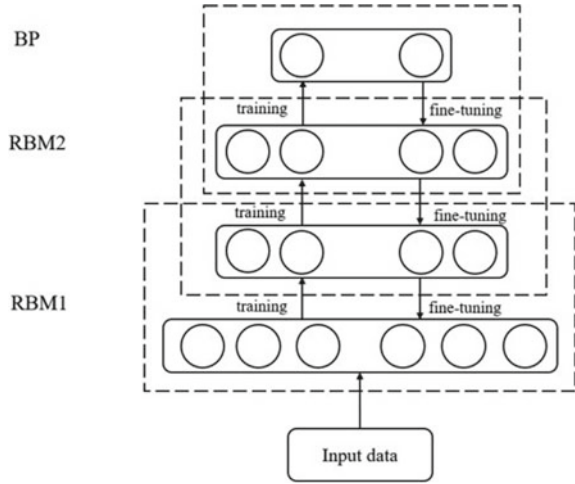 BP
training
fine-tuning
RBM2
training
fine-tuning
RBM1
training
fine-tuning
Input data